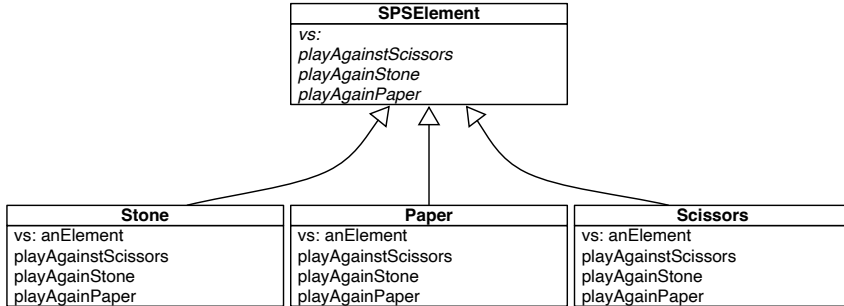 SPSElement
vs:
playAgainstScissors
playAgainStone
playAgainPaper
Stone
vs: anElement
playAgainstScissors
playAgainStone
playAgainPaper
Paper
vs: anElement
playAgainstScissors
playAgainStone
playAgainPaper
Scissors
vs: anElement
playAgainstScissors
playAgainStone
playAgainPaper